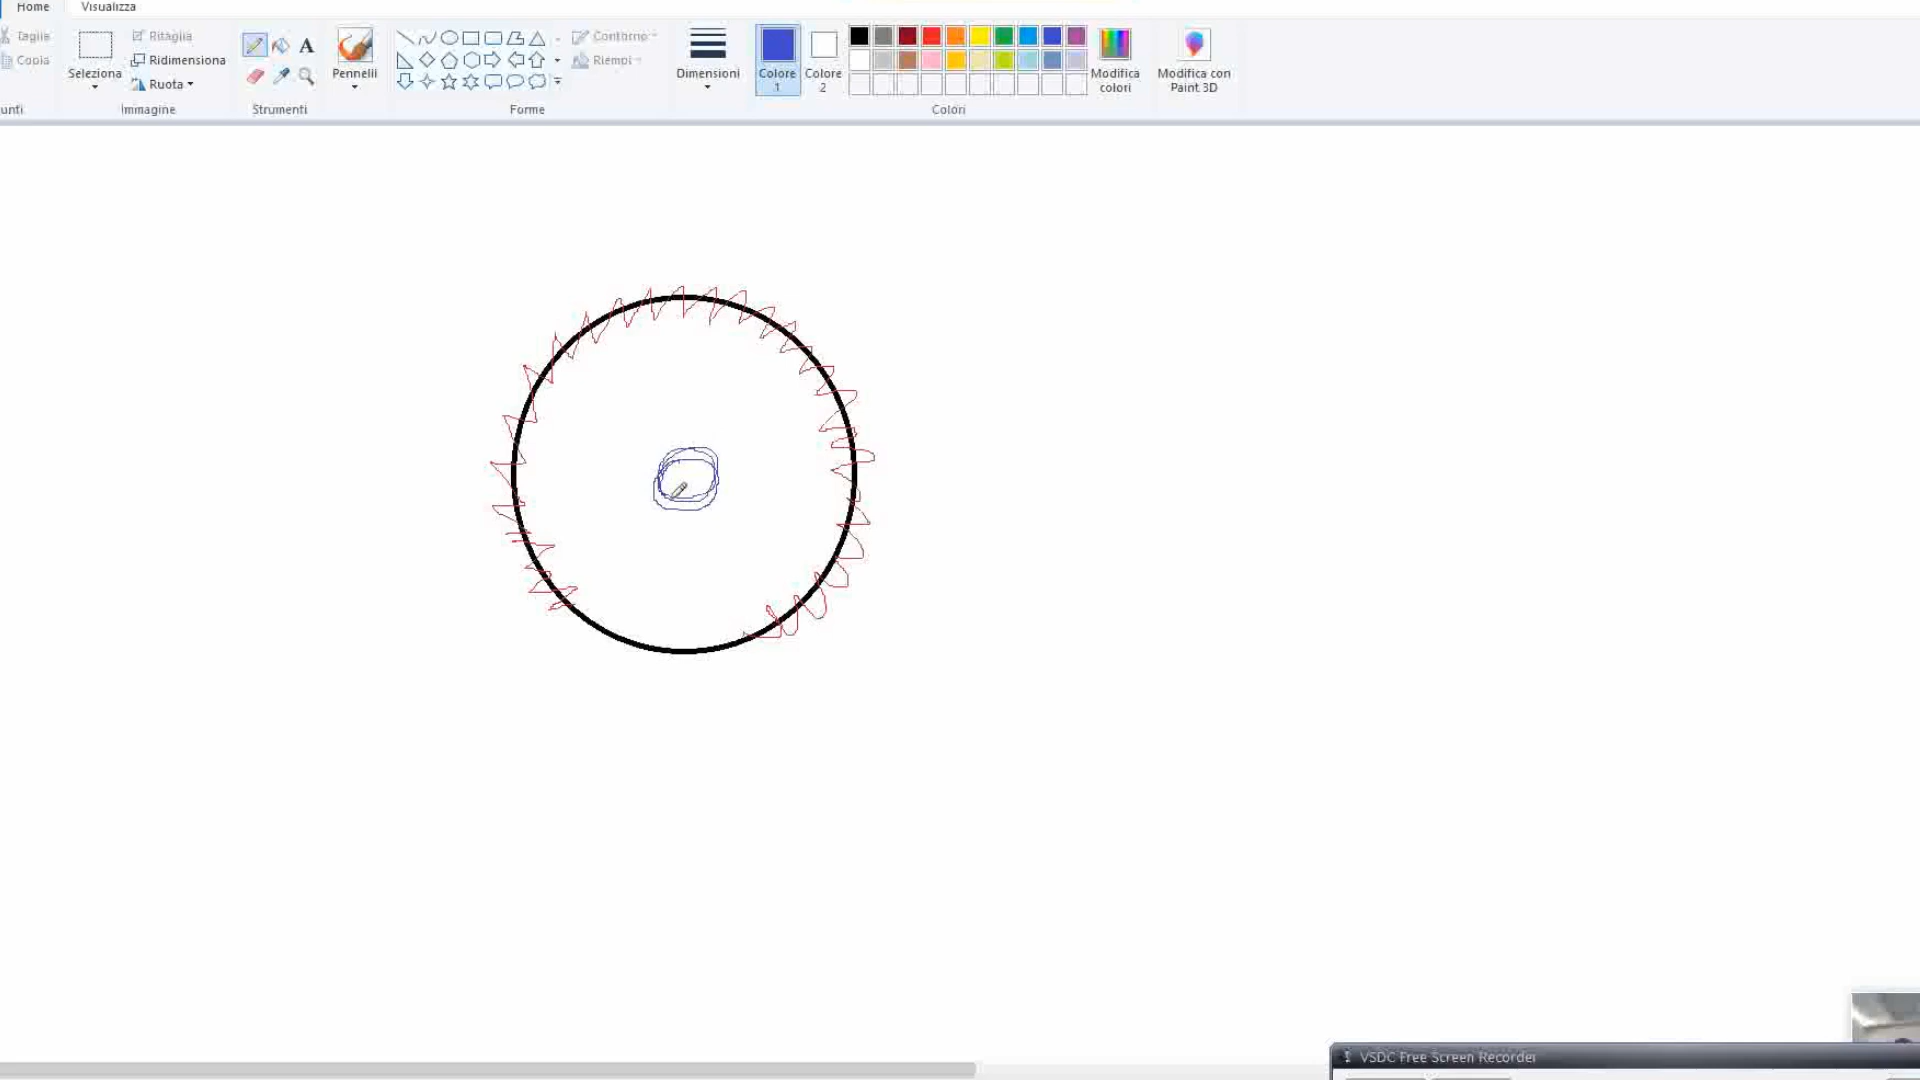 Home Visualizza
Taglia
Copia
Seleziona
Ritaglia
Ridimensiona
Ruota
A
Pennelli
Contorno
Riempi
Dimensioni
Colore 1
Colore 2
Modifica colori
Modifica con Paint 3D
unti Immagine Strumenti Forme Colori
VSDC Free Screen Recorder